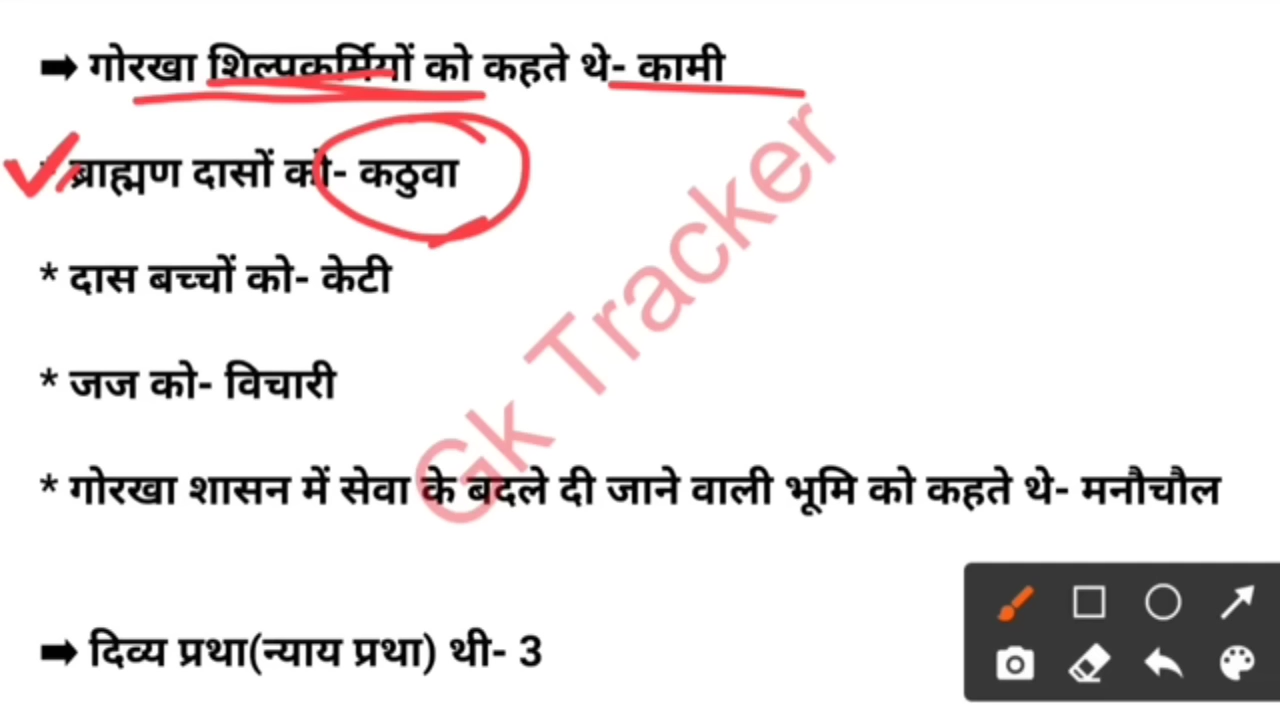 ➡ गोरखा शिल्पकर्मियों को कहते थे- कामी
* ब्राह्मण दासों को- कठुवा
* दास बच्चों को- केटी
* जज को- विचारी
* गोरखा शासन में सेवा के बदले दी जाने वाली भूमि को कहते थे- मनौचौल
➡ दिव्य प्रथा(न्याय प्रथा) थी- 3
Gk Tracker